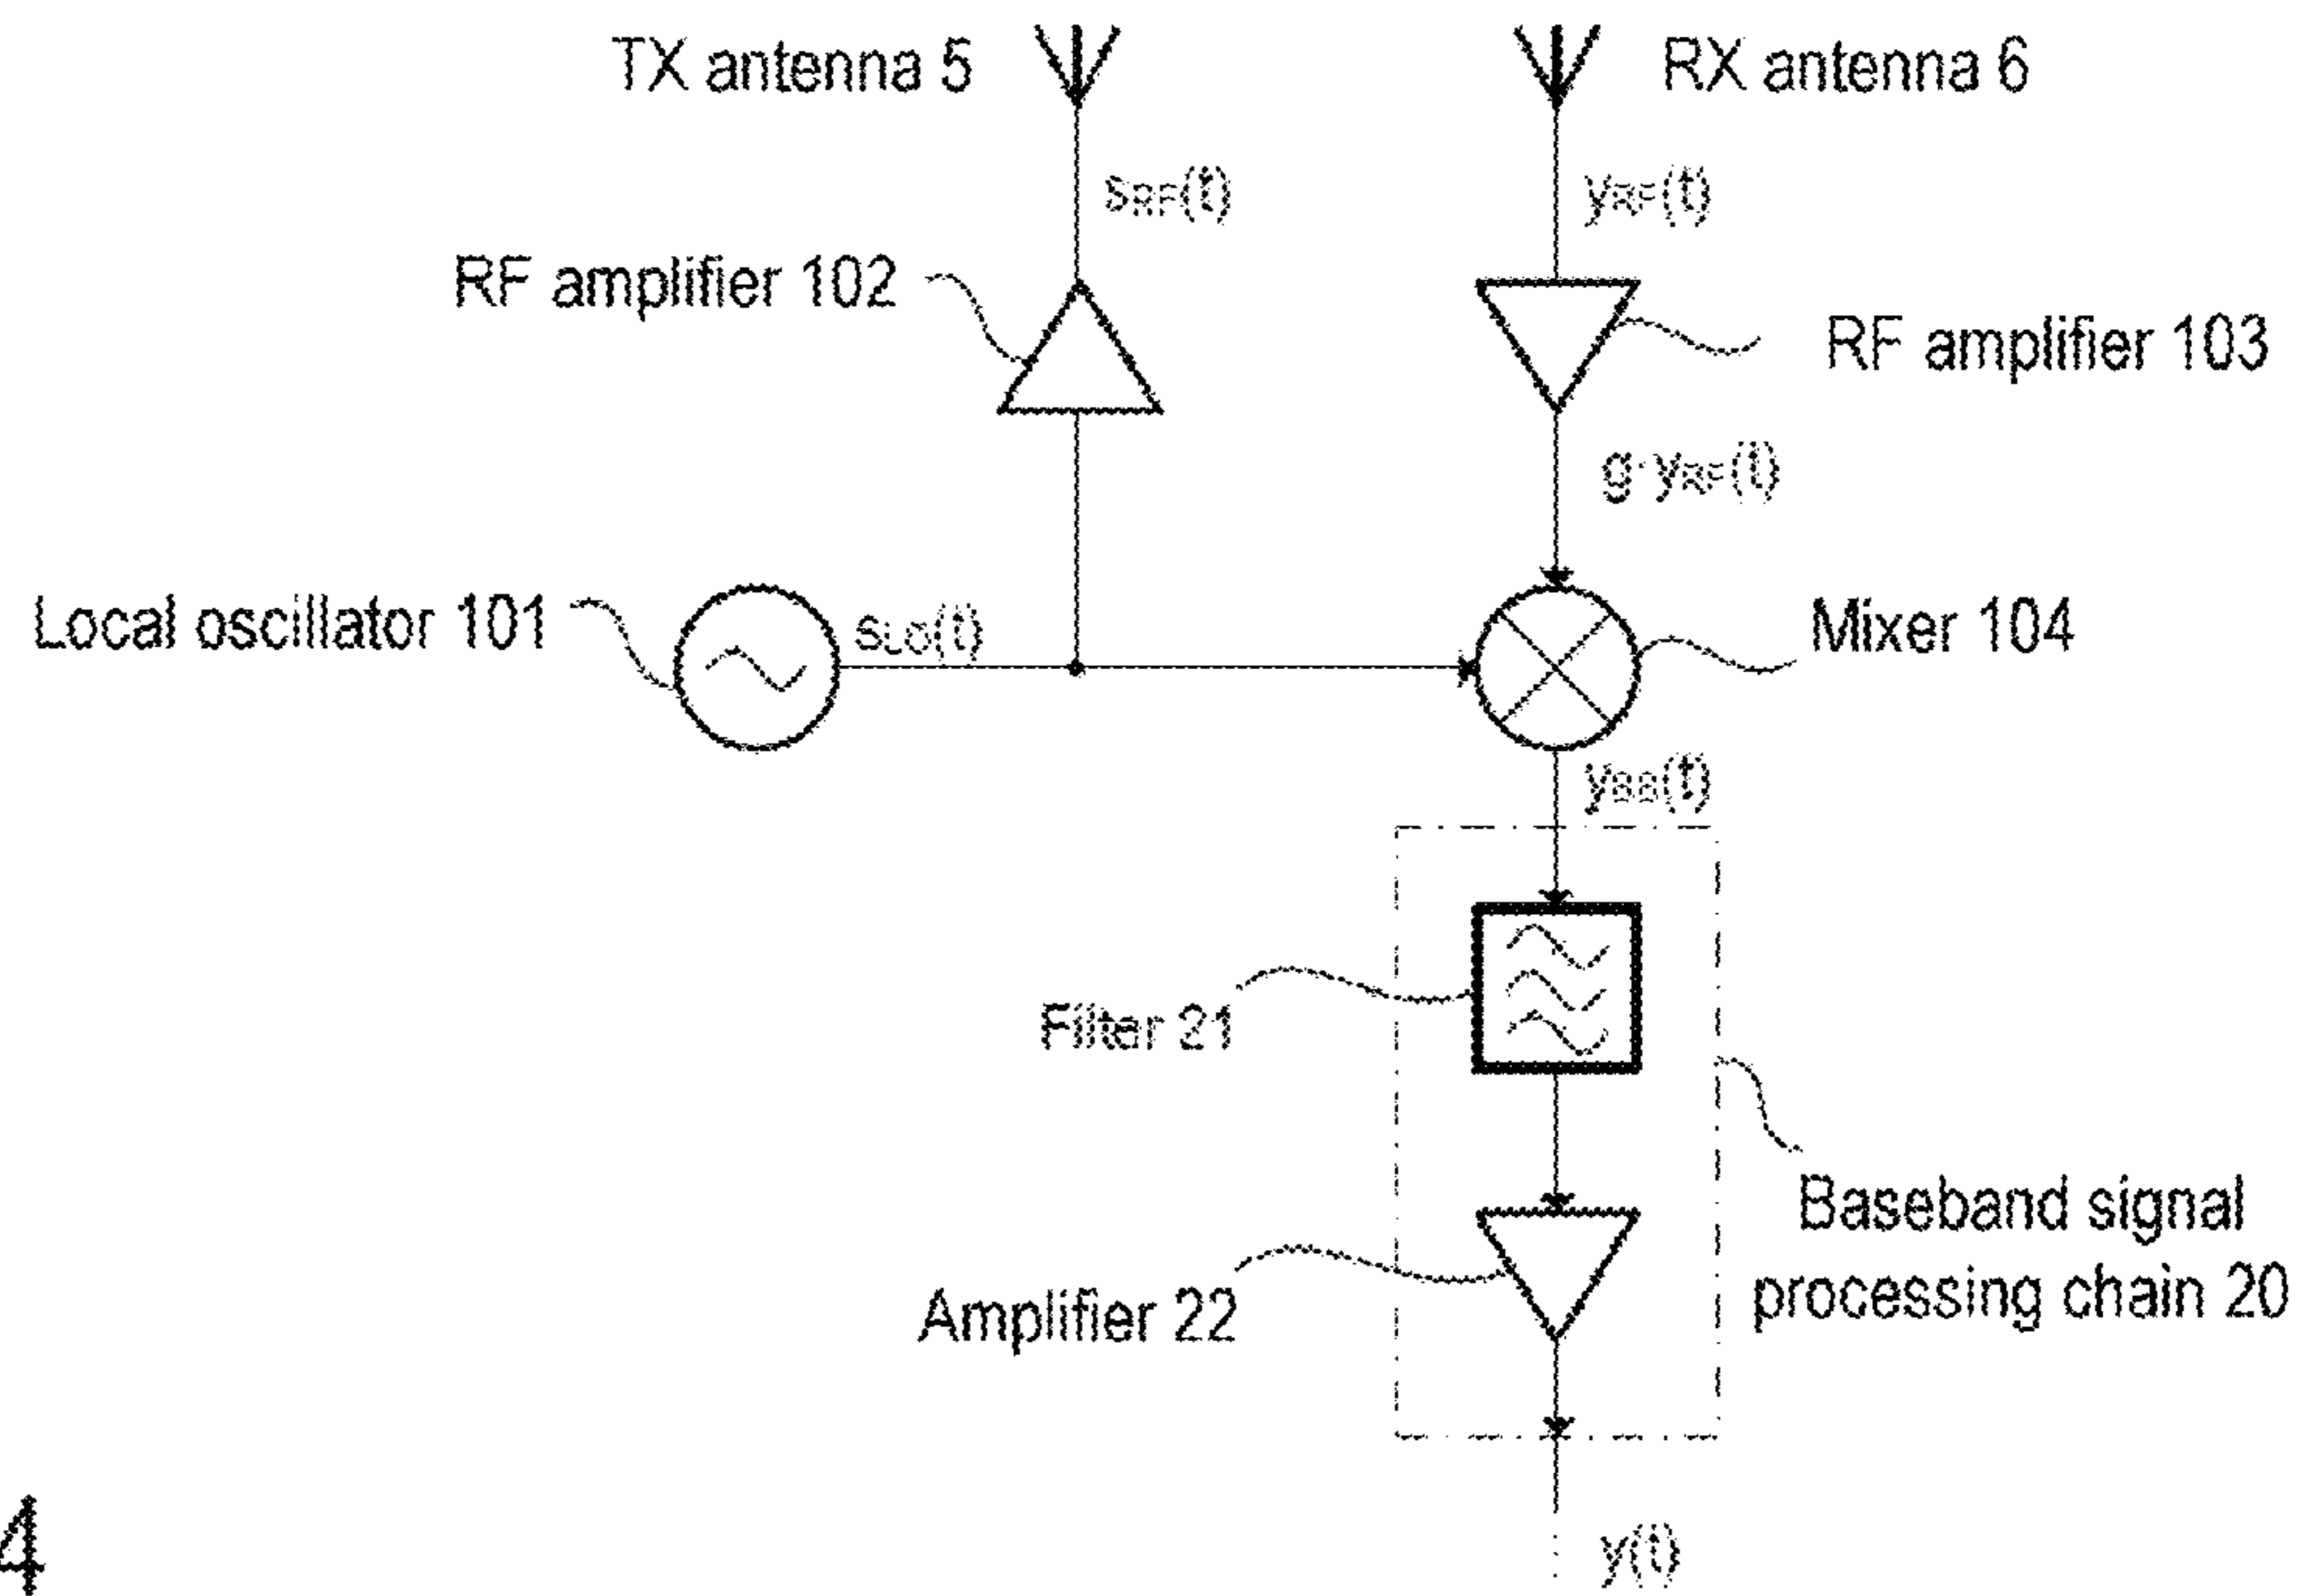 TX antenna 5
RX antenna 6
sRF(t)
yRF(t)
RF amplifier 102
RF amplifier 103
g·yRF(t)
Local oscillator 101
sLO(t)
Mixer 104
yBB(t)
Filter 21
Baseband signal
processing chain 20
Amplifier 22
y(t)
4